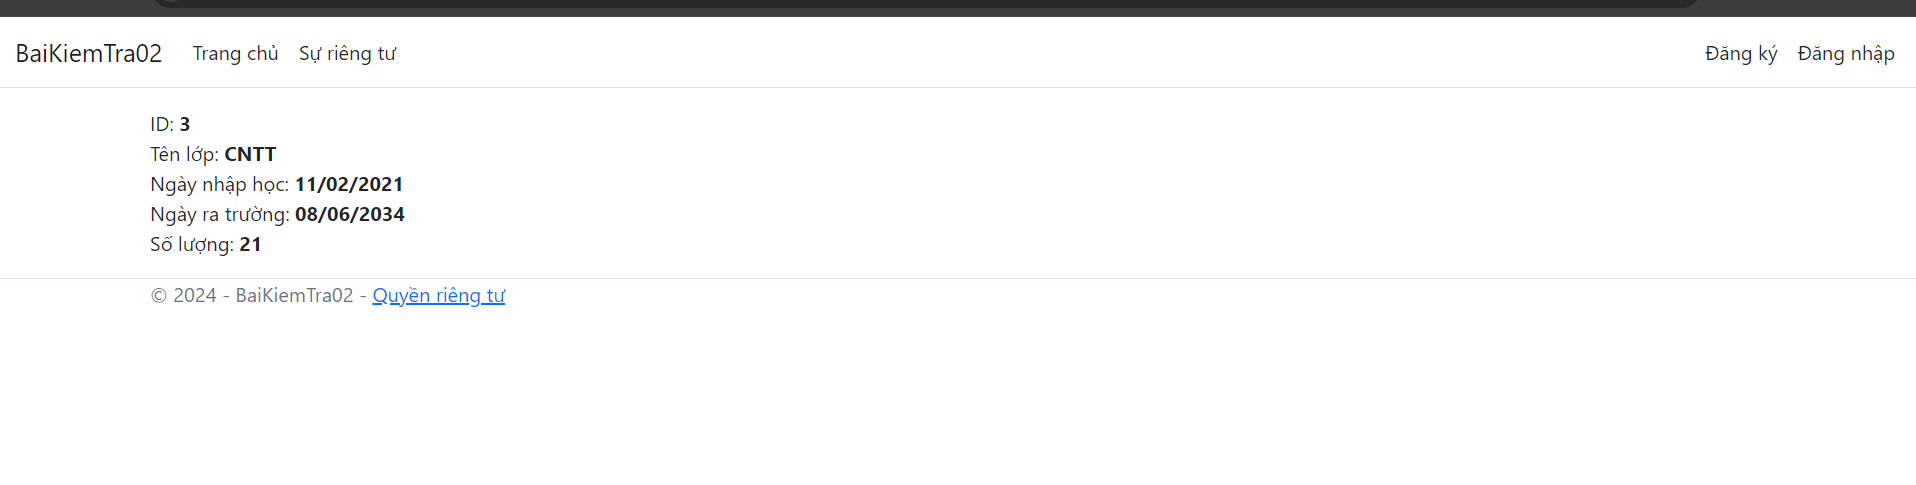 BaiKiemTra02 Trang chủ Sự riêng tư Đăng ký Đăng nhập
ID: 3
Tên lớp: CNTT
Ngày nhập học: 11/02/2021
Ngày ra trường: 08/06/2034
Số lượng: 21
© 2024 - BaiKiemTra02 - Quyền riêng tư